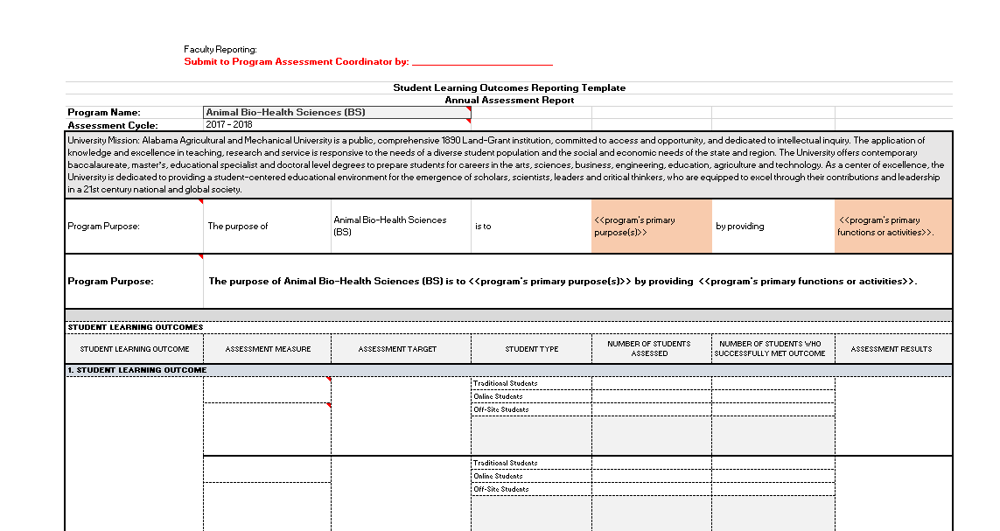 Faculty Reporting:
Submit to Program Assessment Coordinator by: ___________________________
Student Learning Outcomes Reporting Template
Annual Assessment Report
Program Name: Animal Bio-Health Sciences (BS)
Assessment Cycle: 2017 - 2018
University Mission: Alabama Agricultural and Mechanical University is a public, comprehensive 1890 Land-Grant institution, committed to access and opportunity, and dedicated to intellectual inquiry. The application of
knowledge and excellence in teaching, research and service is responsive to the needs of a diverse student population and the social and economic needs of the state and region. The University offers contemporary
baccalaureate, master's, educational specialist and doctoral level degrees to prepare students for careers in the arts, sciences, business, engineering, education, agriculture and technology. As a center of excellence, the
University is dedicated to providing a student-centered educational environment for the emergence of scholars, scientists, leaders and critical thinkers, who are equipped to excel through their contributions and leadership
in a 21st century national and global society.
Program Purpose:
The purpose of
Animal Bio-Health Sciences
(BS)
is to
<<program's primary
purpose(s)>>
by providing
<<program's primary
functions or activities>>.
Program Purpose: The purpose of Animal Bio-Health Sciences (BS) is to <<program's primary purpose(s)>> by providing <<program's primary functions or activities>>.
STUDENT LEARNING OUTCOMES
STUDENT LEARNING OUTCOME
ASSESSMENT MEASURE
ASSESSMENT TARGET
STUDENT TYPE
NUMBER OF STUDENTS
ASSESSED
NUMBER OF STUDENTS WHO
SUCCESSFULLY MET OUTCOME
ASSESSMENT RESULTS
1. STUDENT LEARNING OUTCOME
Traditional Students
Online Students
Off-Site Students
Traditional Students
Online Students
Off-Site Students